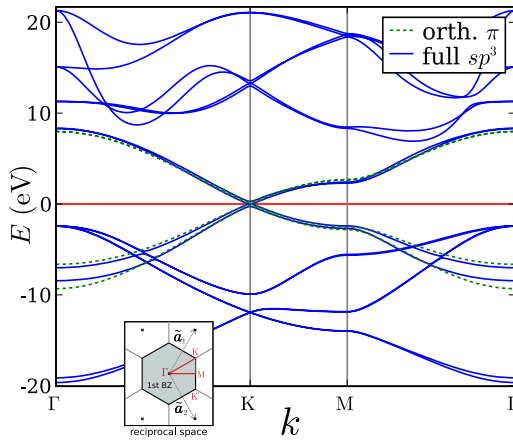 20
10
0
-10
-20
E (eV)
orth. π
full sp³
ã₁
K
Γ
M
1st BZ
K'
ã₂
reciprocal space
Γ
K
M
Γ
k